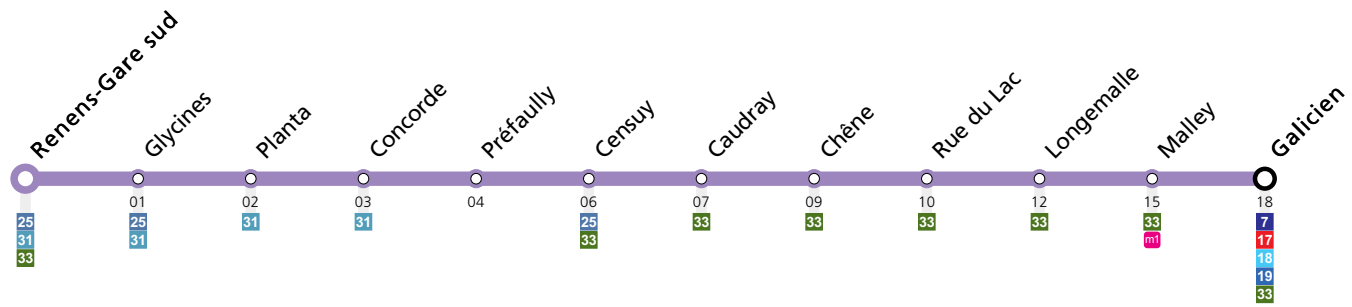 Renens-Gare sud
Glycines
Planta
Concorde
Préfaully
Censuy
Caudray
Chêne
Rue du Lac
Longemalle
Malley
Galicien
01 02 03 04 06 07 09 10 12 15 18
25 25 31 31 25 33 33 33 33 33 7
31 31 33 m1 17
33 18
19
33